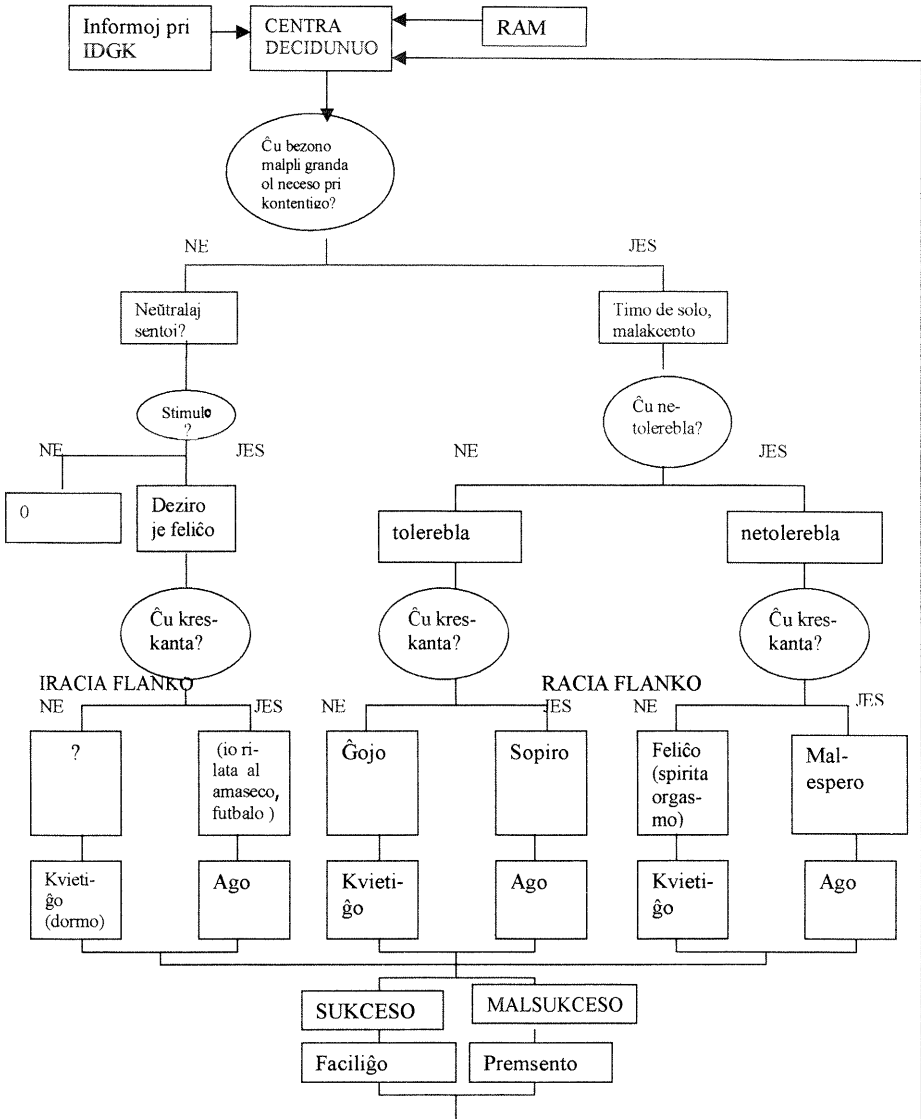 Informoj pri
IDGK
CENTRA
DECIDUNUO
RAM
Ĉu bezono
malpli granda
ol neceso pri
kontentigo?
NE
JES
Neŭtralaj
sentoj?
Timo de solo,
malakcepto
Stimulo
?
Ĉu ne-
tolerebla?
NE
JES
NE
JES
0
Deziro
je feliĉo
tolerebla
netolerebla
Ĉu kres-
kanta?
Ĉu kres-
kanta?
Ĉu kres-
kanta?
IRACIA FLANKO
RACIA FLANKO
NE
JES
NE
JES
NE
JES
?
(io ri-
lata al
amaseco,
futbalo )
Ĝojo
Sopiro
Feliĉo
(spirita
orgas-
mo)
Mal-
espero
Kvieti-
ĝo
(dormo)
Ago
Kvieti-
ĝo
Ago
Kvieti-
ĝo
Ago
SUKCESO
MALSUKCESO
Faciliĝo
Premsento